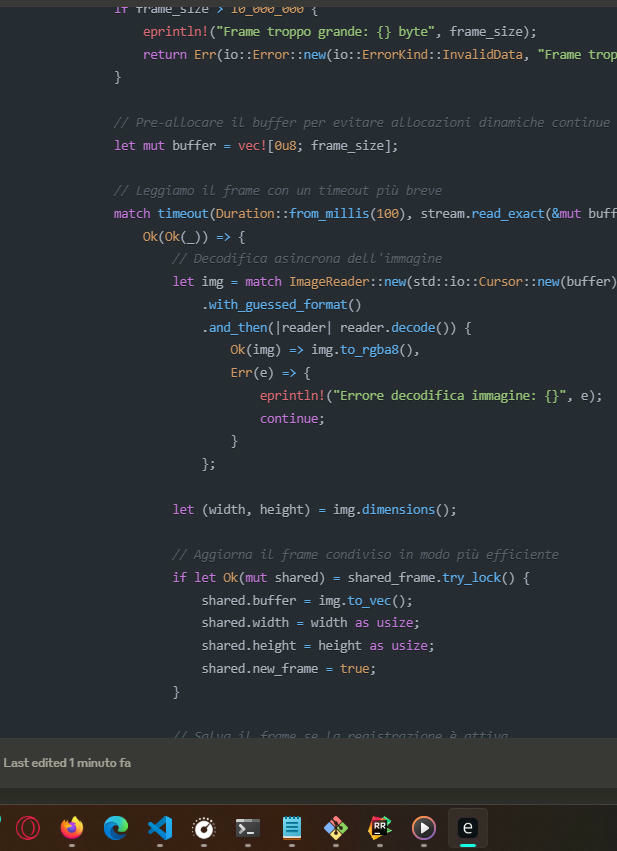 if frame_size > 10_000_000 {
eprintln!("Frame troppo grande: {} byte", frame_size);
return Err(io::Error::new(io::ErrorKind::InvalidData, "Frame trop
}
// Pre-allocare il buffer per evitare allocazioni dinamiche continue
let mut buffer = vec![0u8; frame_size];
// Leggiamo il frame con un timeout più breve
match timeout(Duration::from_millis(100), stream.read_exact(&mut buff
Ok(Ok(_)) => {
// Decodifica asincrona dell'immagine
let img = match ImageReader::new(std::io::Cursor::new(buffer)
.with_guessed_format()
.and_then(|reader| reader.decode()) {
Ok(img) => img.to_rgba8(),
Err(e) => {
eprintln!("Errore decodifica immagine: {}", e);
continue;
}
};
let (width, height) = img.dimensions();
// Aggiorna il frame condiviso in modo più efficiente
if let Ok(mut shared) = shared_frame.try_lock() {
shared.buffer = img.to_vec();
shared.width = width as usize;
shared.height = height as usize;
shared.new_frame = true;
}
// Salva il frame se la registrazione è attiva
Last edited 1 minuto fa
RR
e